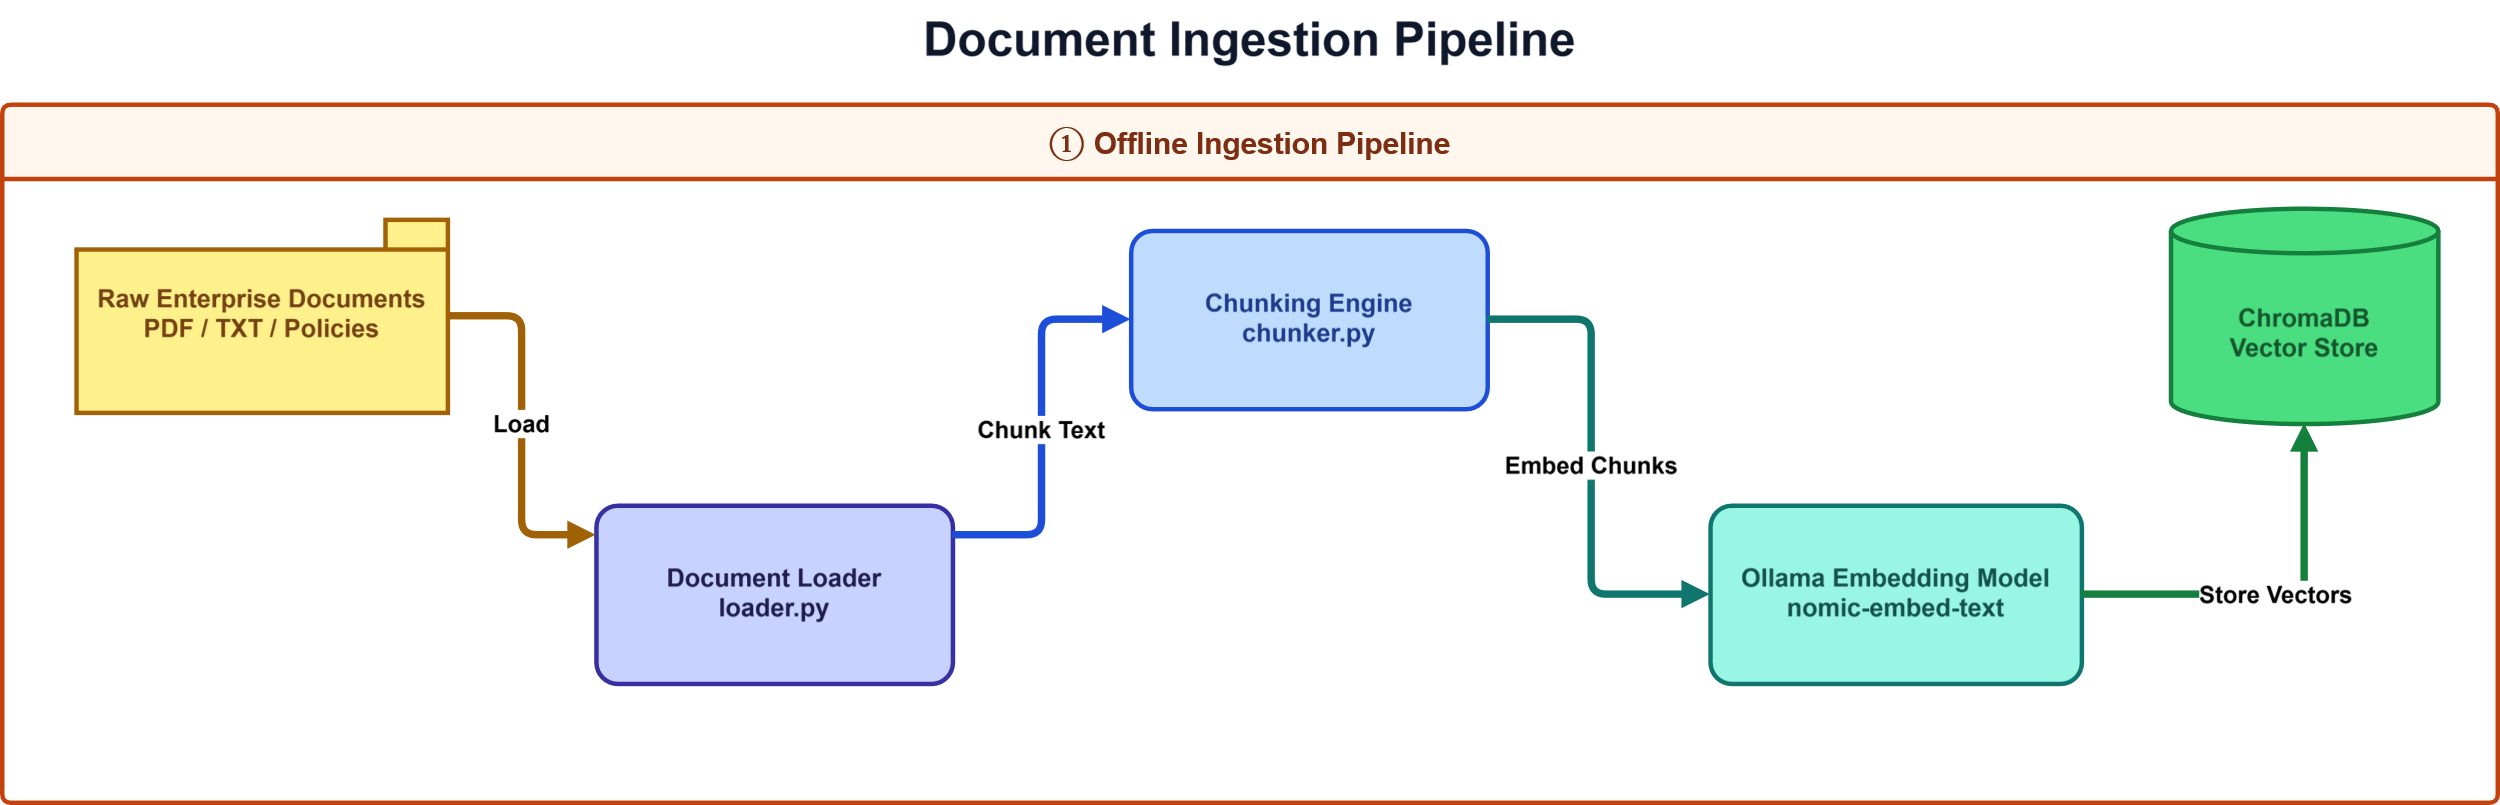 Document Ingestion Pipeline
① Offline Ingestion Pipeline
Raw Enterprise Documents
PDF / TXT / Policies
Load
Document Loader
loader.py
Chunk Text
Chunking Engine
chunker.py
Embed Chunks
Ollama Embedding Model
nomic-embed-text
Store Vectors
ChromaDB
Vector Store